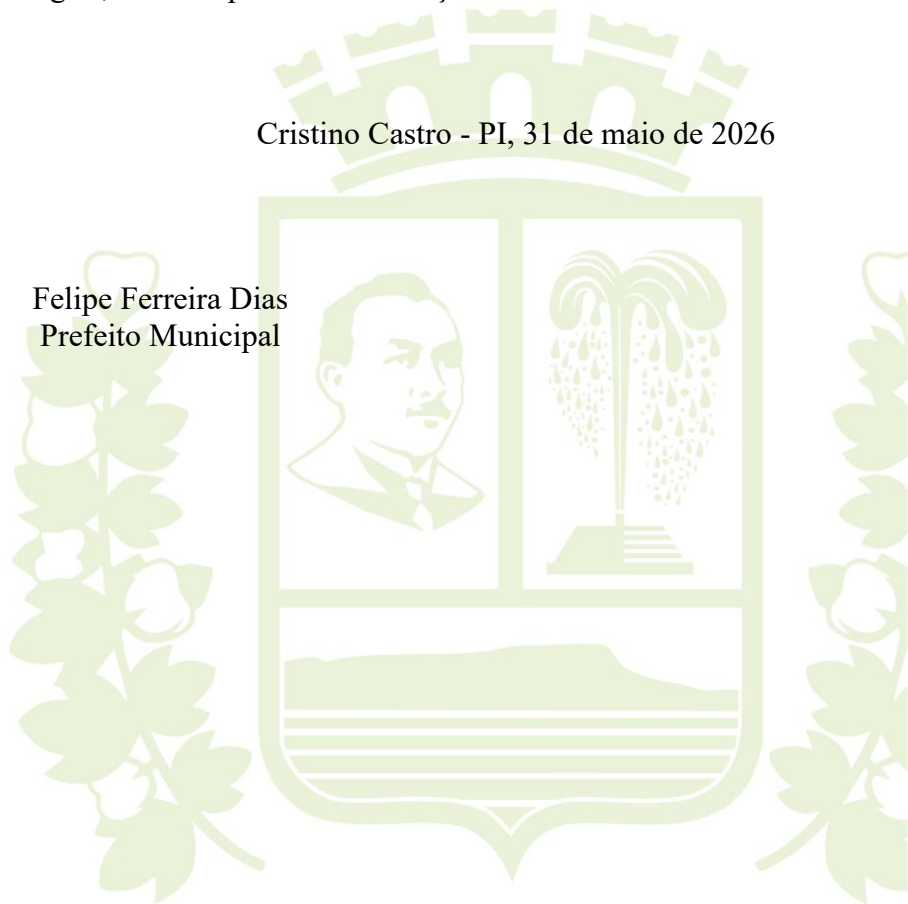 Cristino Castro - PI, 31 de maio de 2026
Felipe Ferreira Dias
Prefeito Municipal